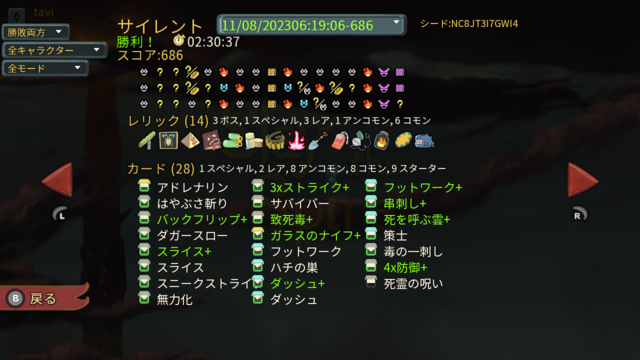 tavi
サイレント
11/08/202306:19:06-686
シード:NC8JT3I7GWI4
勝敗両方
勝利！
02:30:37
全キャラクター
スコア:686
全モード
レリック (14) 3ボス,1スペシャル,3レア,1アンコモン,6コモン
カード (28) 1スペシャル,2レア,8アンコモン,8コモン,9スターター
アドレナリン 3xストライク+ フットワーク+
はやぶさ斬り サバイバー 串刺し+
バックフリップ+ 致死毒+ 死を呼ぶ雲+
ダガースロー ガラスのナイフ+ 策士
スライス+ フットワーク 毒の一刺し
スライス ハチの巣 4x防御+
スニークストライク ダッシュ+ 死霊の呪い
無力化 ダッシュ
L
R
B 戻る